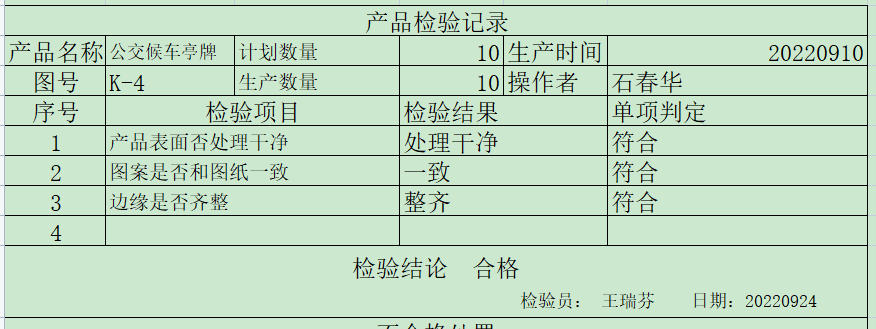 产品检验记录
产品名称 公交候车亭牌 计划数量 10 生产时间 20220910
图号 K-4 生产数量 10 操作者 石春华
序号 检验项目 检验结果 单项判定
1 产品表面否处理干净 处理干净 符合
2 图案是否和图纸一致 一致 符合
3 边缘是否齐整 整齐 符合
4
检验结论 合格
检验员： 王瑞芬 日期：20220924